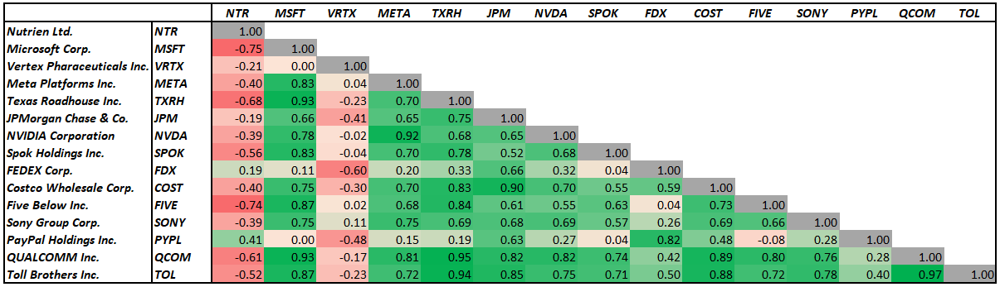 NTR MSFT VRTX META TXRH JPM NVDA SPOK FDX COST FIVE SONY PYPL QCOM TOL
Nutrien Ltd. NTR 1.00
Microsoft Corp. MSFT -0.75 1.00
Vertex Pharaceuticals Inc. VRTX -0.21 0.00 1.00
Meta Platforms Inc. META -0.40 0.83 0.04 1.00
Texas Roadhouse Inc. TXRH -0.68 0.93 -0.23 0.70 1.00
JPMorgan Chase & Co. JPM -0.19 0.66 -0.41 0.65 0.75 1.00
NVIDIA Corporation NVDA -0.39 0.78 -0.02 0.92 0.68 0.65 1.00
Spok Holdings Inc. SPOK -0.56 0.83 -0.04 0.70 0.78 0.52 0.68 1.00
FEDEX Corp. FDX 0.19 0.11 -0.60 0.20 0.33 0.66 0.32 0.04 1.00
Costco Wholesale Corp. COST -0.40 0.75 -0.30 0.70 0.83 0.90 0.70 0.55 0.59 1.00
Five Below Inc. FIVE -0.74 0.87 0.02 0.68 0.84 0.61 0.55 0.63 0.04 0.73 1.00
Sony Group Corp. SONY -0.39 0.75 0.11 0.75 0.69 0.68 0.69 0.57 0.26 0.69 0.66 1.00
PayPal Holdings Inc. PYPL 0.41 0.00 -0.48 0.15 0.19 0.63 0.27 0.04 0.82 0.48 -0.08 0.28 1.00
QUALCOMM Inc. QCOM -0.61 0.93 -0.17 0.81 0.95 0.82 0.82 0.74 0.42 0.89 0.80 0.76 0.28 1.00
Toll Brothers Inc. TOL -0.52 0.87 -0.23 0.72 0.94 0.85 0.75 0.71 0.50 0.88 0.72 0.78 0.40 0.97 1.00